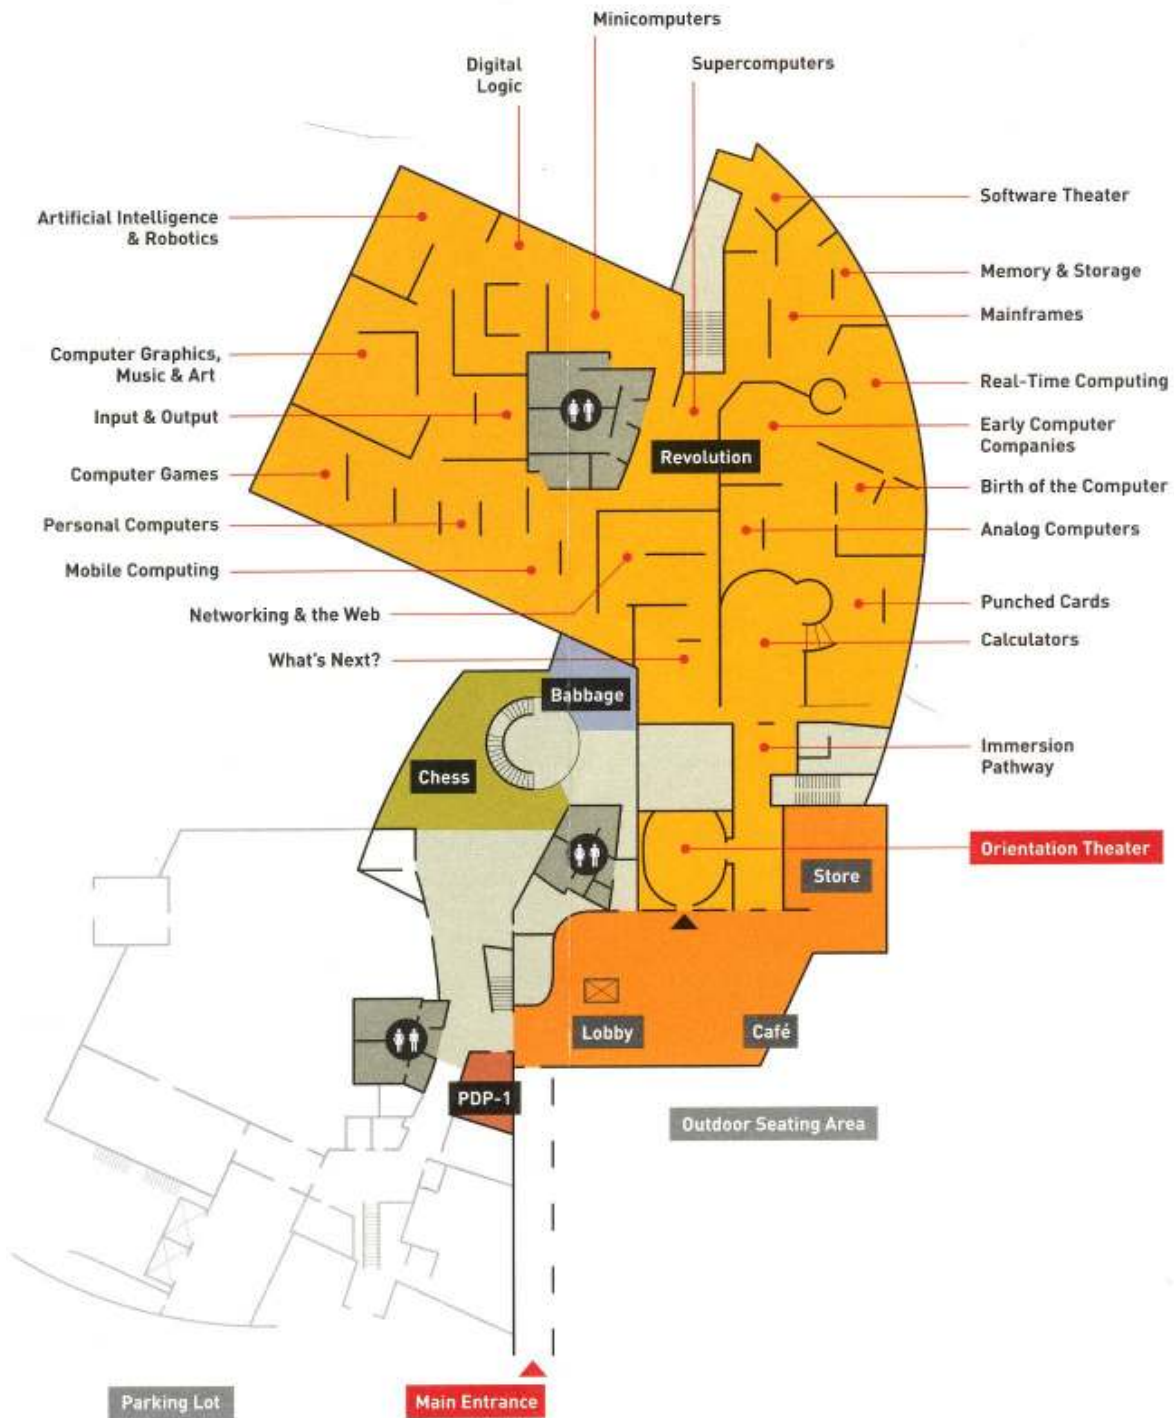 Minicomputers
Digital
Logic
Supercomputers
Artificial Intelligence
& Robotics
Software Theater
Memory & Storage
Mainframes
Computer Graphics,
Music & Art
Real-Time Computing
Input & Output
Early Computer
Companies
Revolution
Computer Games
Birth of the Computer
Personal Computers
Analog Computers
Mobile Computing
Networking & the Web
Punched Cards
Calculators
What's Next?
Babbage
Chess
Immersion
Pathway
Orientation Theater
Store
Lobby
Café
PDP-1
Outdoor Seating Area
Parking Lot
Main Entrance